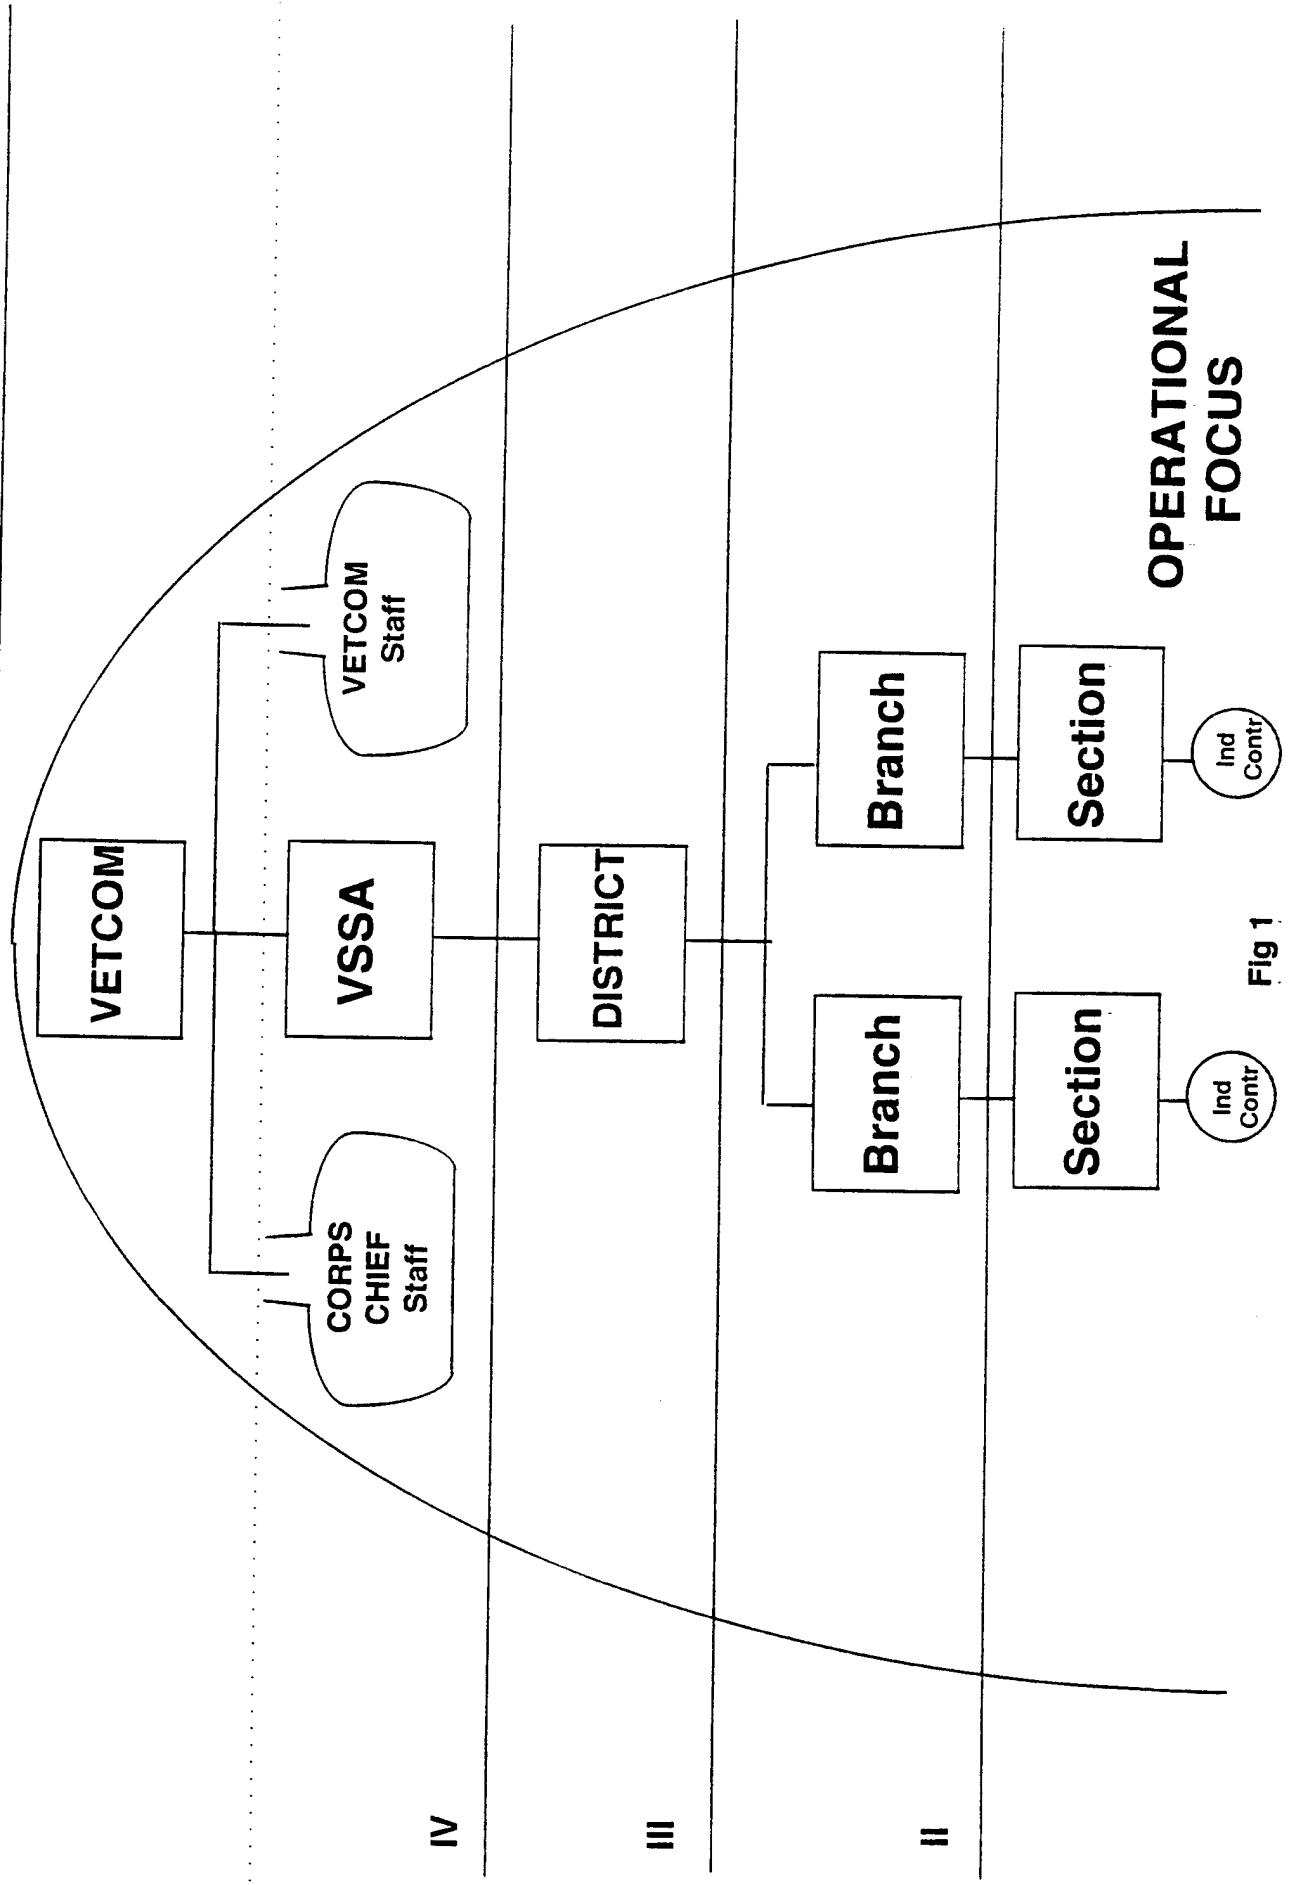 VETCOM
CORPS
CHIEF
Staff
VSSA
VETCOM
Staff
IV
DISTRICT
III
Branch
Branch
II
Section
Section
Ind
Contr
Ind
Contr
OPERATIONAL
FOCUS
Fig 1